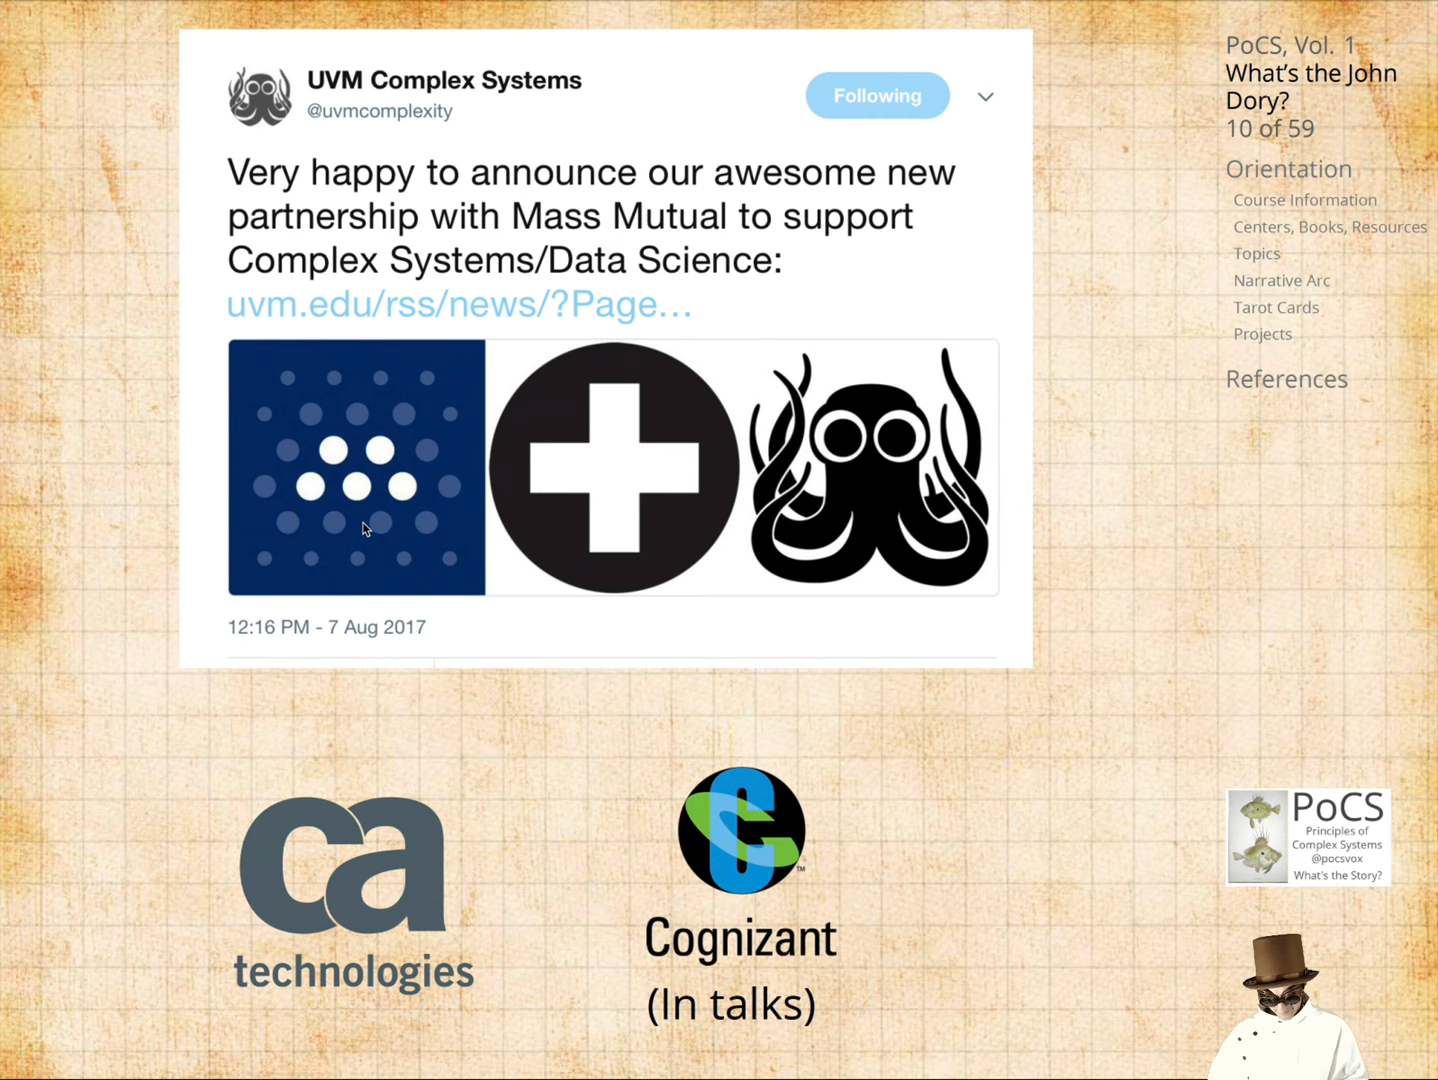 UVM Complex Systems
@uvmcomplexity
Following
Very happy to announce our awesome new
partnership with Mass Mutual to support
Complex Systems/Data Science:
uvm.edu/rss/news/?Page…
12:16 PM - 7 Aug 2017
ca
technologies
C
TM
Cognizant
(In talks)
PoCS, Vol. 1
What's the John
Dory?
10 of 59
Orientation
Course Information
Centers, Books, Resources
Topics
Narrative Arc
Tarot Cards
Projects
References
PoCS
Principles of
Complex Systems
@pocsvox
What's the Story?